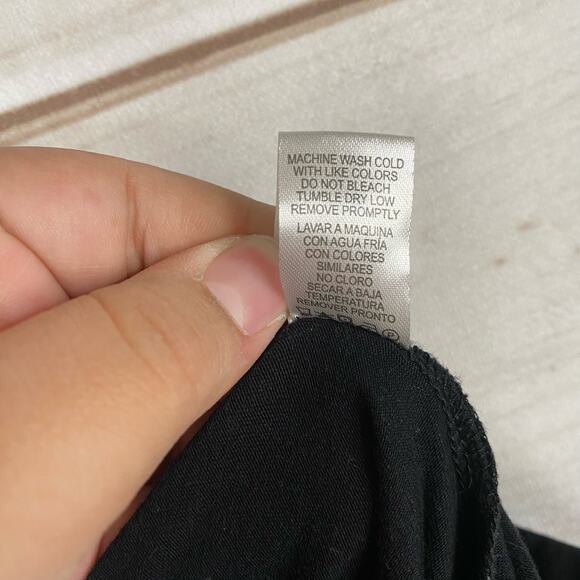 MACHINE WASH COLD
WITH LIKE COLORS
DO NOT BLEACH
TUMBLE DRY LOW
REMOVE PROMPTLY
LAVAR A MAQUINA
CON AGUA FRÍA
CON COLORES
SIMILARES
NO CLORO
SECAR A BAJA
TEMPERATURA
REMOVER PRONTO